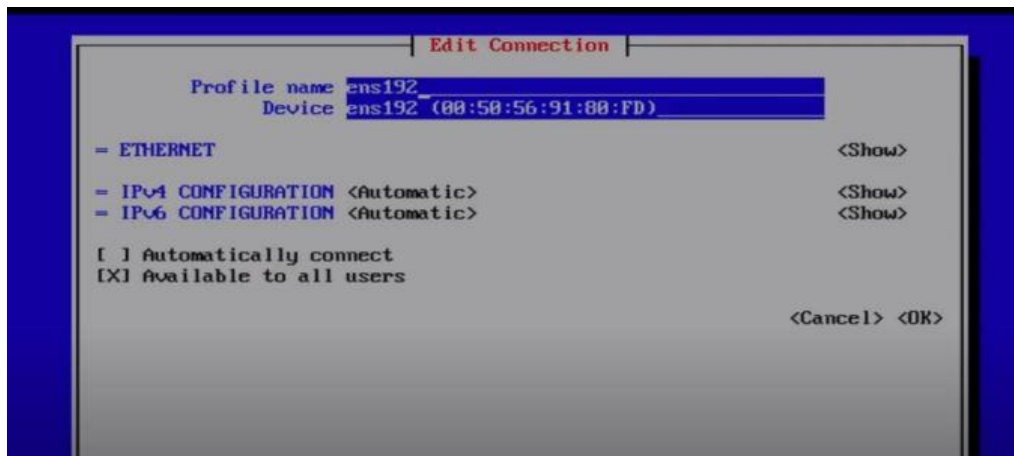 Edit Connection
Profile name ens192
Device ens192 (00:50:56:91:80:FD)
= ETHERNET <Show>
= IPv4 CONFIGURATION <Automatic> <Show>
= IPv6 CONFIGURATION <Automatic> <Show>
[ ] Automatically connect
[X] Available to all users
<Cancel> <OK>